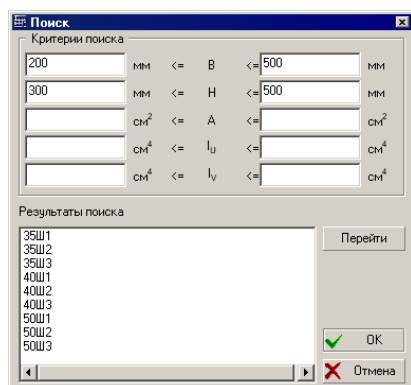 Поиск
Критерии поиска
200 мм <= B <= 500 мм
300 мм <= H <= 500 мм
см² <= A <= см²
см⁴ <= Iᵤ <= см⁴
см⁴ <= Iᵥ <= см⁴
Результаты поиска
35Ш1
35Ш2
35Ш3
40Ш1
40Ш2
40Ш3
50Ш1
50Ш2
50Ш3
Перейти
OK
Отмена